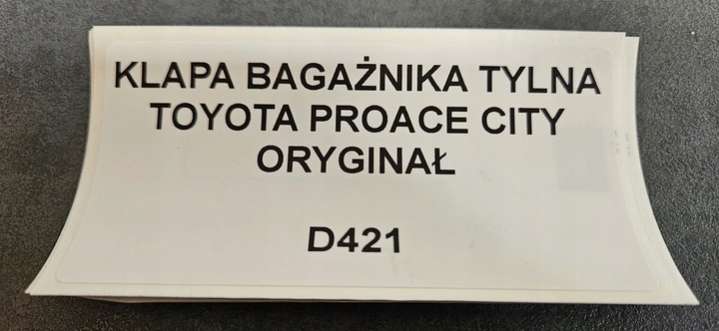 KLAPA BAGAŻNIKA TYLNA
TOYOTA PROACE CITY
ORYGINAŁ
D421